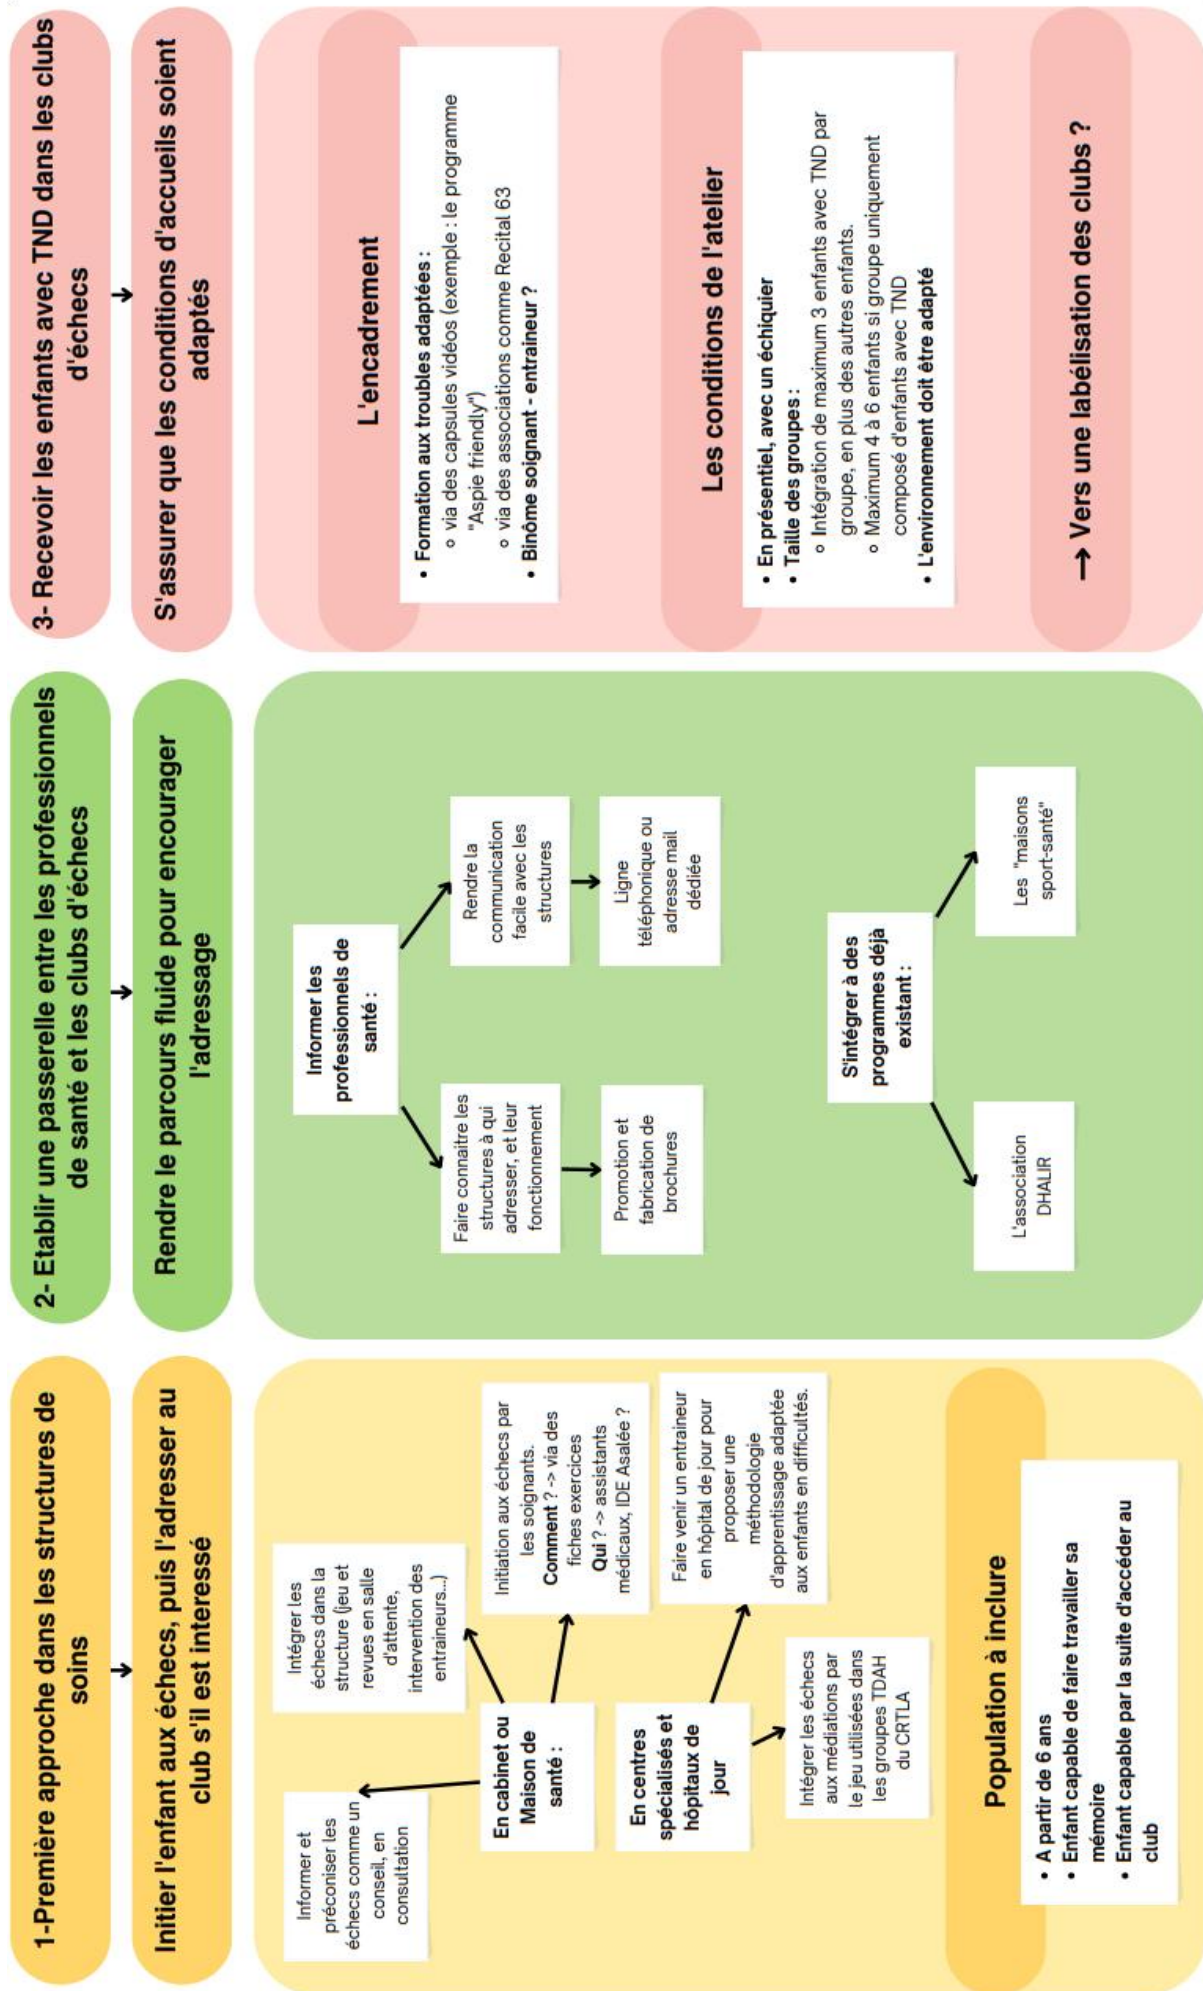 1-Première approche dans les structures de
soins
Initier l'enfant aux échecs, puis l'adresser au
club s'il est interessé
Informer et
préconiser les
échecs comme un
conseil, en
consultation
Intégrer les
échecs dans la
structure (jeu et
revues en salle
d'attente,
intervention des
entraineurs...)
En cabinet ou
Maison de
santé :
Initiation aux échecs par
les soignants.
Comment ? -> via des
fiches exercices
Qui ? -> assistants
médicaux, IDE Asalée ?
En centres
spécialisés et
hôpitaux de
jour
Faire venir un entraineur
en hôpital de jour pour
proposer une
méthodologie
d'apprentissage adaptée
aux enfants en difficultés.
Intégrer les échecs
aux médiations par
le jeu utilisées dans
les groupes TDAH
du CRTLA
Population à inclure
• A partir de 6 ans
• Enfant capable de faire travailler sa
mémoire
• Enfant capable par la suite d'accéder au
club
2- Etablir une passerelle entre les professionnels
de santé et les clubs d'échecs
Rendre le parcours fluide pour encourager
l'adressage
Informer les
professionnels de
santé :
Faire connaitre les
structures à qui
adresser, et leur
fonctionnement
Promotion et
fabrication de
brochures
Rendre la
communication
facile avec les
structures
Ligne
téléphonique ou
adresse mail
dédiée
S'intégrer à des
programmes déjà
existant :
L'association
DHALIR
Les "maisons
sport-santé"
3- Recevoir les enfants avec TND dans les clubs
d'échecs
S'assurer que les conditions d'accueils soient
adaptés
L'encadrement
• Formation aux troubles adaptées :
o via des capsules vidéos (exemple : le programme
"Aspie friendly")
o via des associations comme Recital 63
• Binôme soignant - entraineur ?
Les conditions de l'atelier
• En présentiel, avec un échiquier
• Taille des groupes :
o Intégration de maximum 3 enfants avec TND par
groupe, en plus des autres enfants.
o Maximum 4 à 6 enfants si groupe uniquement
composé d'enfants avec TND
• L'environnement doit être adapté
→ Vers une labélisation des clubs ?